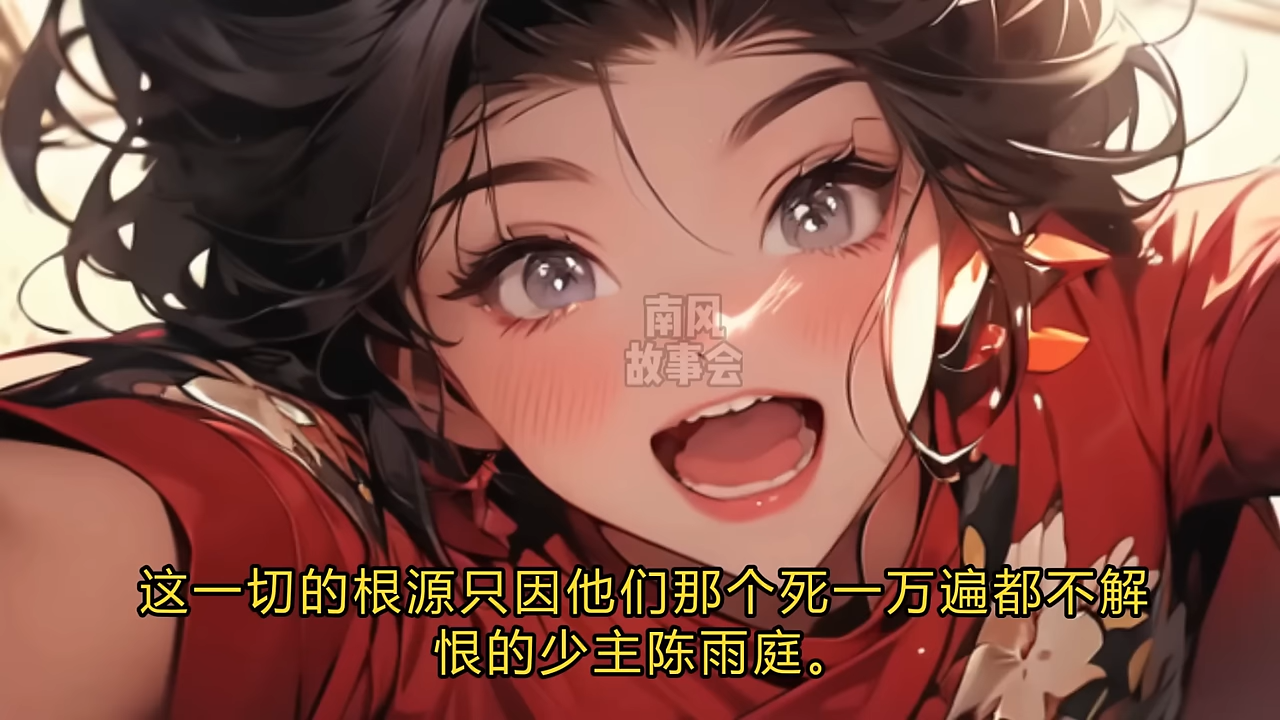 南风
故事会
这一切的根源只因他们那个死一万遍都不解
恨的少主陈雨庭。